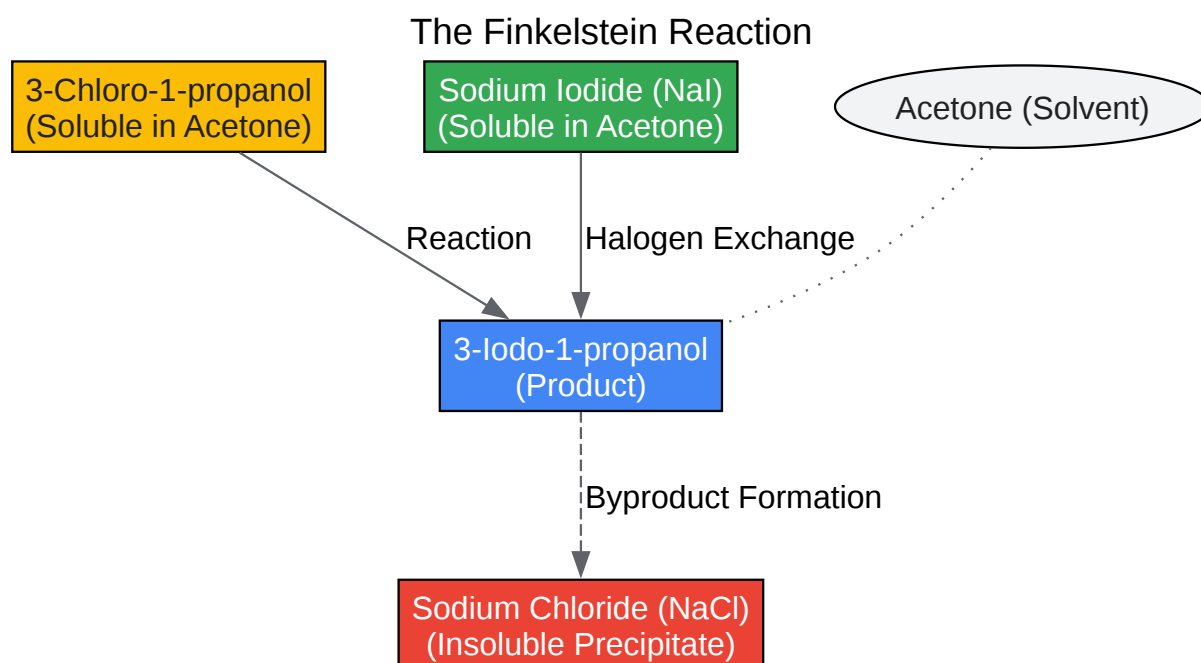 The Finkelstein Reaction
3-Chloro-1-propanol
(Soluble in Acetone)
Sodium Iodide (NaI)
(Soluble in Acetone)
Acetone (Solvent)
Reaction
Halogen Exchange
3-Iodo-1-propanol
(Product)
Byproduct Formation
Sodium Chloride (NaCl)
(Insoluble Precipitate)